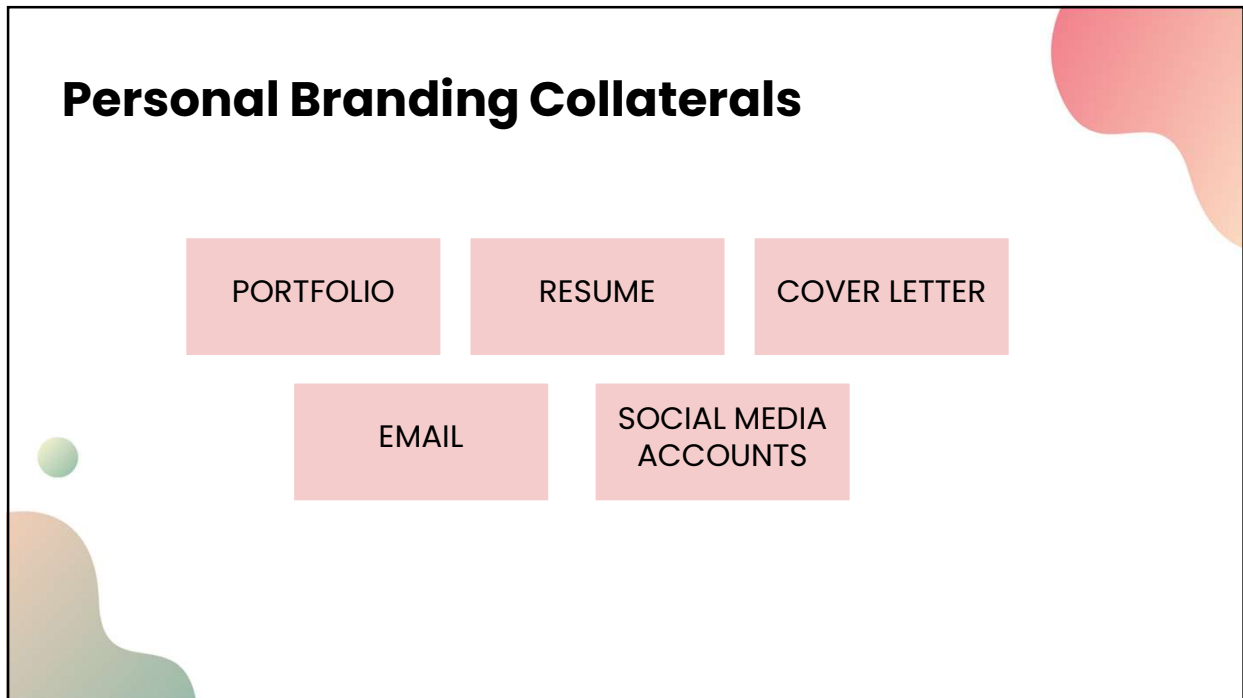 Personal Branding Collaterals
PORTFOLIO
RESUME
COVER LETTER
EMAIL
SOCIAL MEDIA
ACCOUNTS